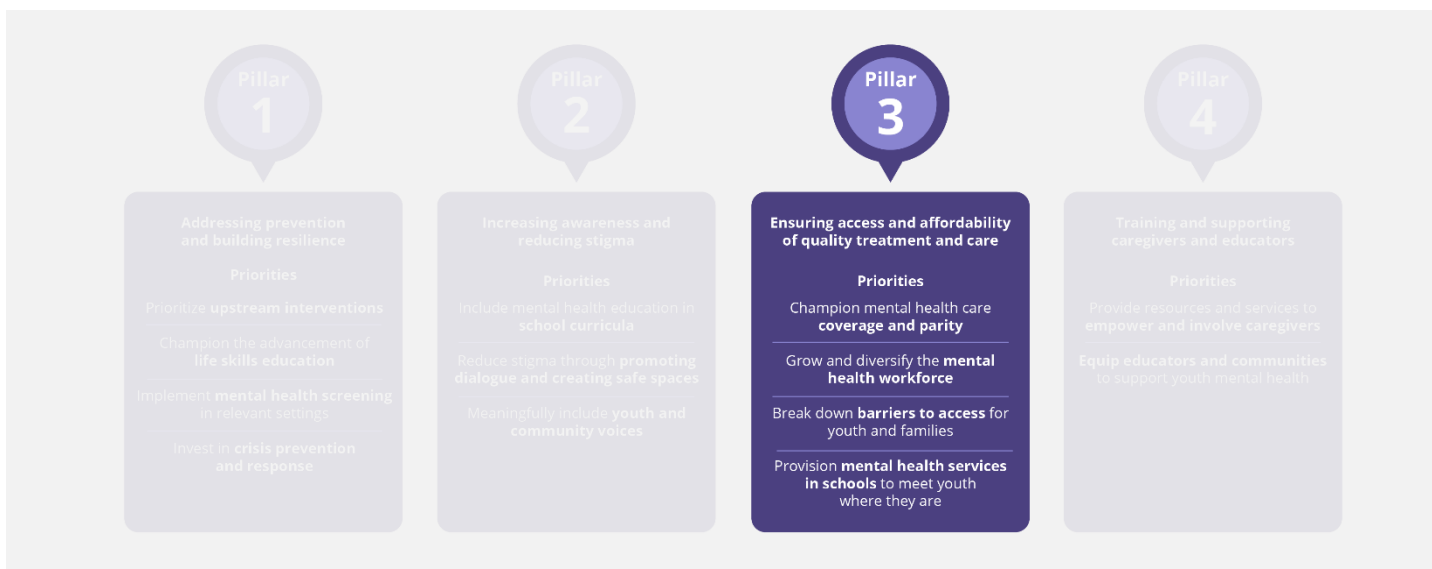 Pillar
1
Addressing prevention
and building resilience
Priorities
Prioritize upstream interventions
Champion the advancement of
life skills education
Implement mental health screening
in relevant settings
Invest in crisis prevention
and response
Pillar
2
Increasing awareness and
reducing stigma
Priorities
Include mental health education in
school curricula
Reduce stigma through promoting
dialogue and creating safe spaces
Meaningfully include youth and
community voices
Pillar
3
Ensuring access and affordability
of quality treatment and care
Priorities
Champion mental health care
coverage and parity
Grow and diversify the mental
health workforce
Break down barriers to access for
youth and families
Provision mental health services
in schools to meet youth
where they are
Pillar
4
Training and supporting
caregivers and educators
Priorities
Provide resources and services to
empower and involve caregivers
Equip educators and communities
to support youth mental health